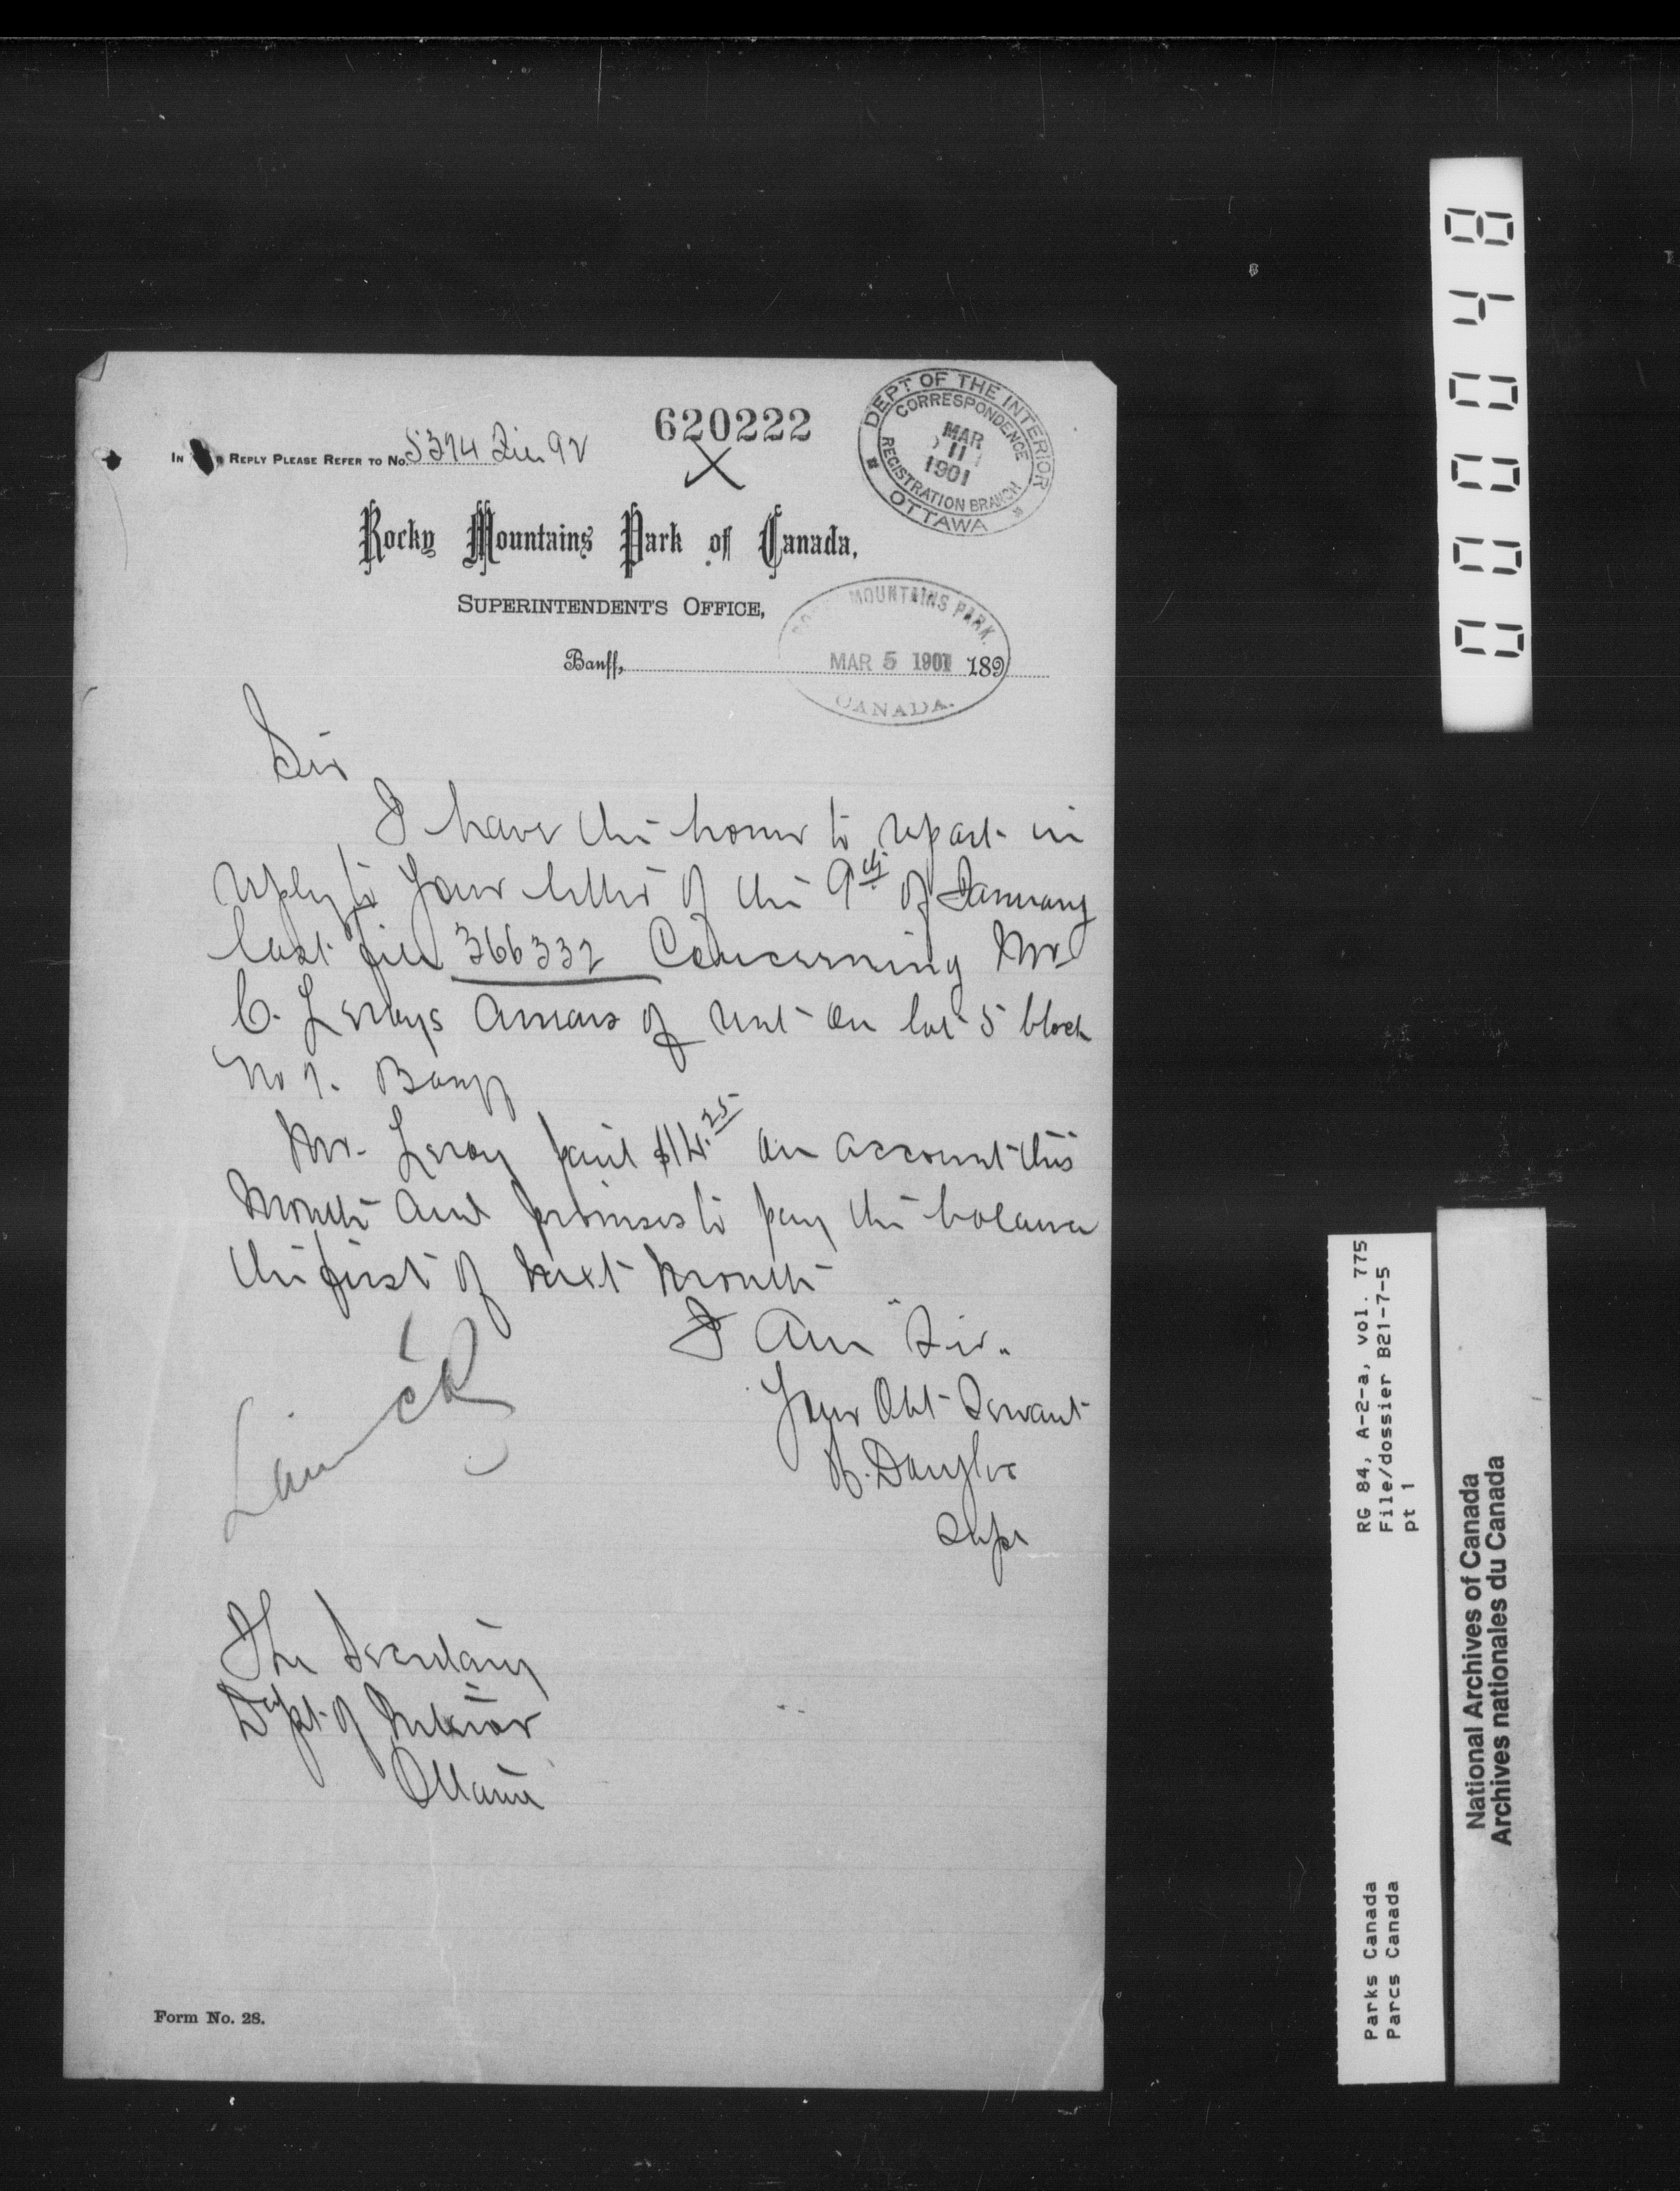 620222
DEPT OF THE INTERIOR
CORRESPONDENCE
MAR
11
1901
REGISTRATION BRANCH
OTTAWA
IN REPLY PLEASE REFER TO No. 5374 92
Rocky Mountains Park of Canada,
SUPERINTENDENT'S OFFICE,
MOUNTAINS PARK.
Banff, MAR 5 1901 189
CANADA.
Sir
I have the honor to report in
reply to your letter of the 9th of January
last file 366332 Concerning Mr
C. Leroys arrears of rent on lot 5 block
No 7. Banff
Mr. Leroy paid $14.25 on account this
month and promises to pay the balance
the first of next month
I am Sir.
Your Obt Servant
H. Douglas
Supt
The Secretary
Dept. of Interior
Ottawa
Form No. 28.
000048
RG 84, A-2-a, vol. 775
File/dossier B21-7-5
pt 1
Parks Canada
Parcs Canada
National Archives of Canada
Archives nationales du Canada